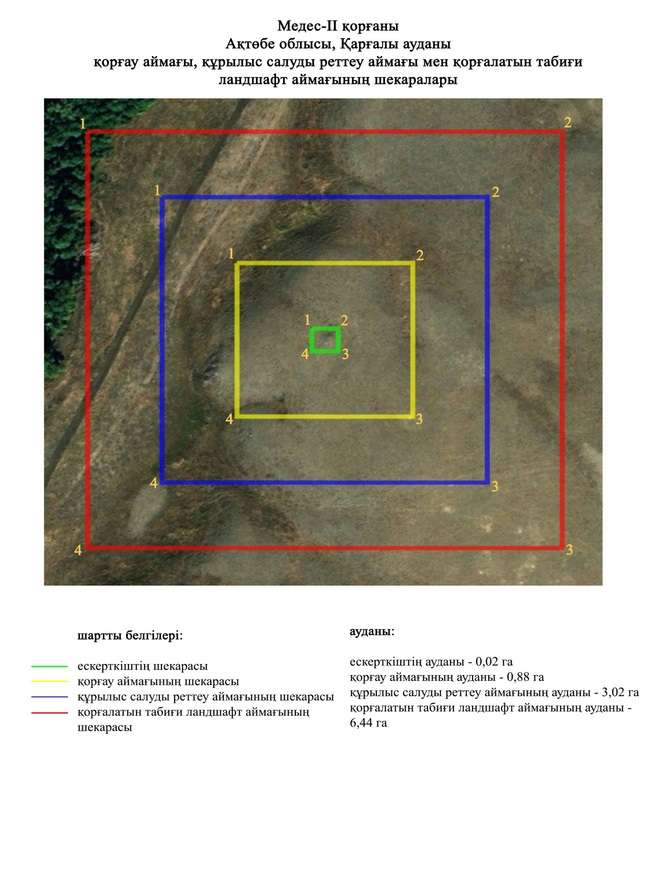 Медес-II қорғаны
Ақтөбе облысы, Қарғалы ауданы
қорғау аймағы, құрылыс салуды реттеу аймағы мен қорғалатын табиғи
ландшафт аймағының шекаралары
1 2
1 2
1 2
1 2
4 3
4 3
4 3
4 3
шартты белгілері:
ескерткіштің шекарасы
қорғау аймағының шекарасы
құрылыс салуды реттеу аймағының шекарасы
қорғалатын табиғи ландшафт аймағының
шекарасы
ауданы:
ескерткіштің ауданы - 0,02 га
қорғау аймағының ауданы - 0,88 га
құрылыс салуды реттеу аймағының ауданы - 3,02 га
қорғалатын табиғи ландшафт аймағының ауданы -
6,44 га